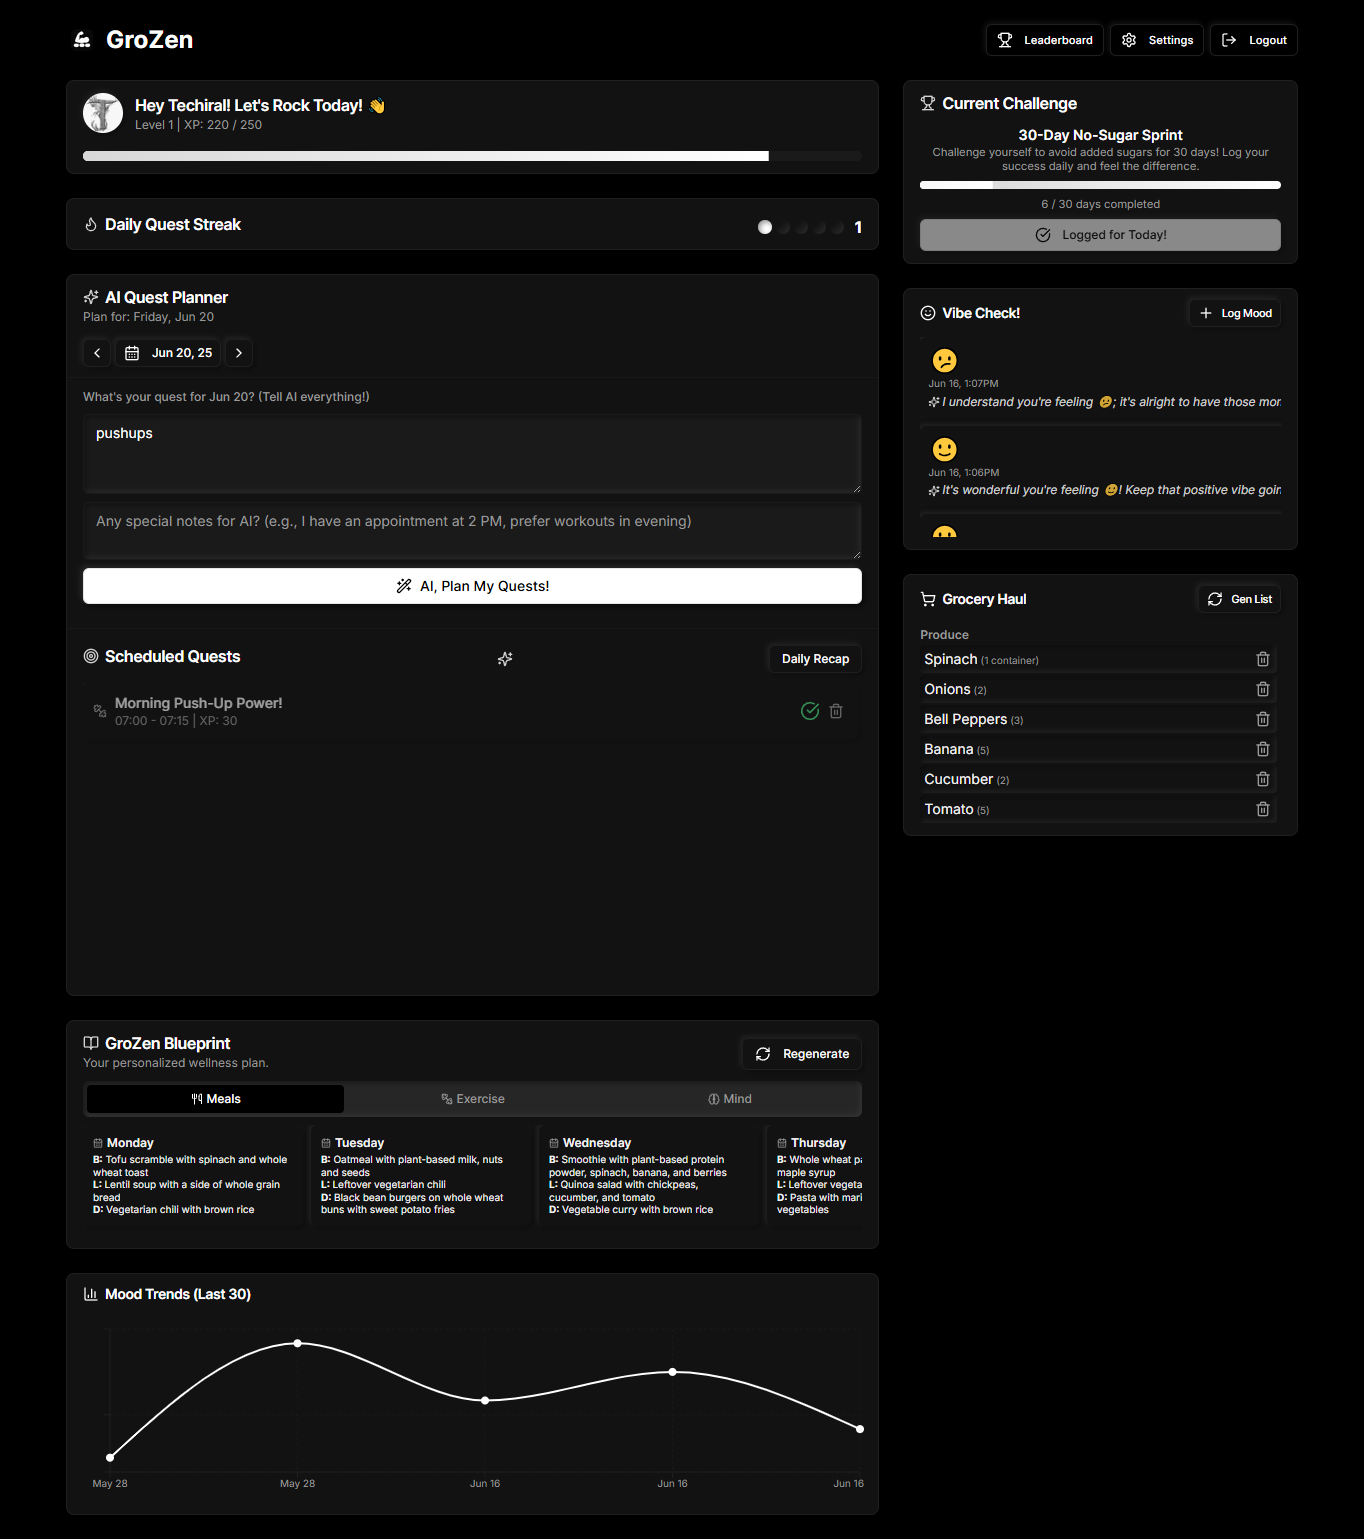 GroZen
Leaderboard
Settings
Logout
Hey Techiral! Let's Rock Today! 👋
Level 1 | XP: 220 / 250
Daily Quest Streak
1
AI Quest Planner
Plan for: Friday, Jun 20
Jun 20, 25
What's your quest for Jun 20? (Tell AI everything!)
pushups
Any special notes for AI? (e.g., I have an appointment at 2 PM, prefer workouts in evening)
AI, Plan My Quests!
Scheduled Quests
Daily Recap
Morning Push-Up Power!
07:00 - 07:15 | XP: 30
GroZen Blueprint
Your personalized wellness plan.
Regenerate
Meals
Exercise
Mind
Monday
B: Tofu scramble with spinach and whole
wheat toast
L: Lentil soup with a side of whole grain
bread
D: Vegetarian chili with brown rice
Tuesday
B: Oatmeal with plant-based milk, nuts
and seeds
L: Leftover vegetarian chili
D: Black bean burgers on whole wheat
buns with sweet potato fries
Wednesday
B: Smoothie with plant-based protein
powder, spinach, banana, and berries
L: Quinoa salad with chickpeas,
cucumber, and tomato
D: Vegetable curry with brown rice
Thursday
B: Whole wheat pa
maple syrup
L: Leftover vegeta
D: Pasta with mari
vegetables
Mood Trends (Last 30)
May 28
May 28
Jun 16
Jun 16
Jun 16
Current Challenge
30-Day No-Sugar Sprint
Challenge yourself to avoid added sugars for 30 days! Log your
success daily and feel the difference.
6 / 30 days completed
Logged for Today!
Vibe Check!
Log Mood
Jun 16, 1:07PM
I understand you're feeling 😕; it's alright to have those mor
Jun 16, 1:06PM
It's wonderful you're feeling 🙂! Keep that positive vibe goin
Grocery Haul
Gen List
Produce
Spinach (1 container)
Onions (2)
Bell Peppers (3)
Banana (5)
Cucumber (2)
Tomato (5)